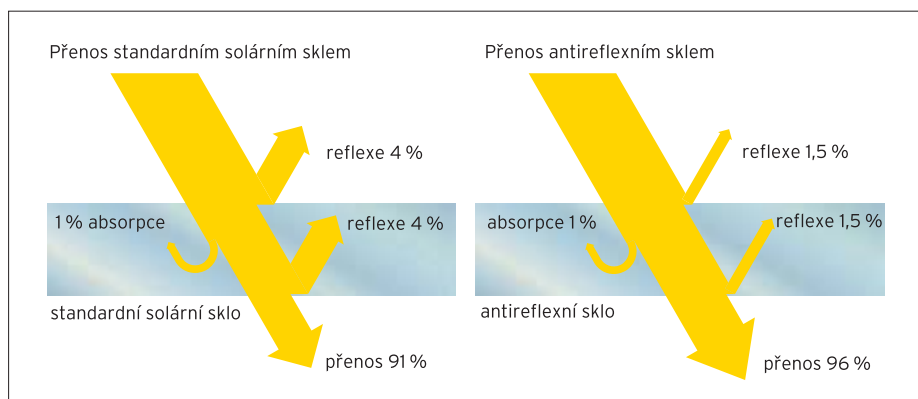 Přenos standardním solárním sklem
reflexe 4 %
1 % absorpce
reflexe 4 %
standardní solární sklo
přenos 91 %
Přenos antireflexním sklem
reflexe 1,5 %
absorpce 1 %
reflexe 1,5 %
antireflexní sklo
přenos 96 %